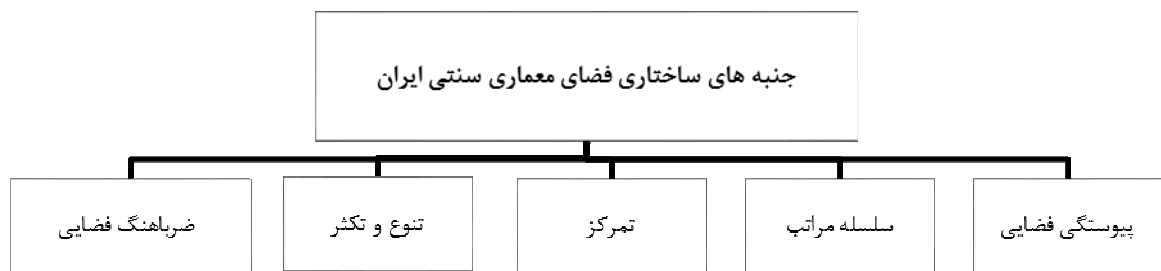 جنبه های ساختاری فضای معماری سنتی ایران
پیوستگی فضایی
سلسله مراتب
تمرکز
تنوع و تکثر
ضرباهنگ فضایی